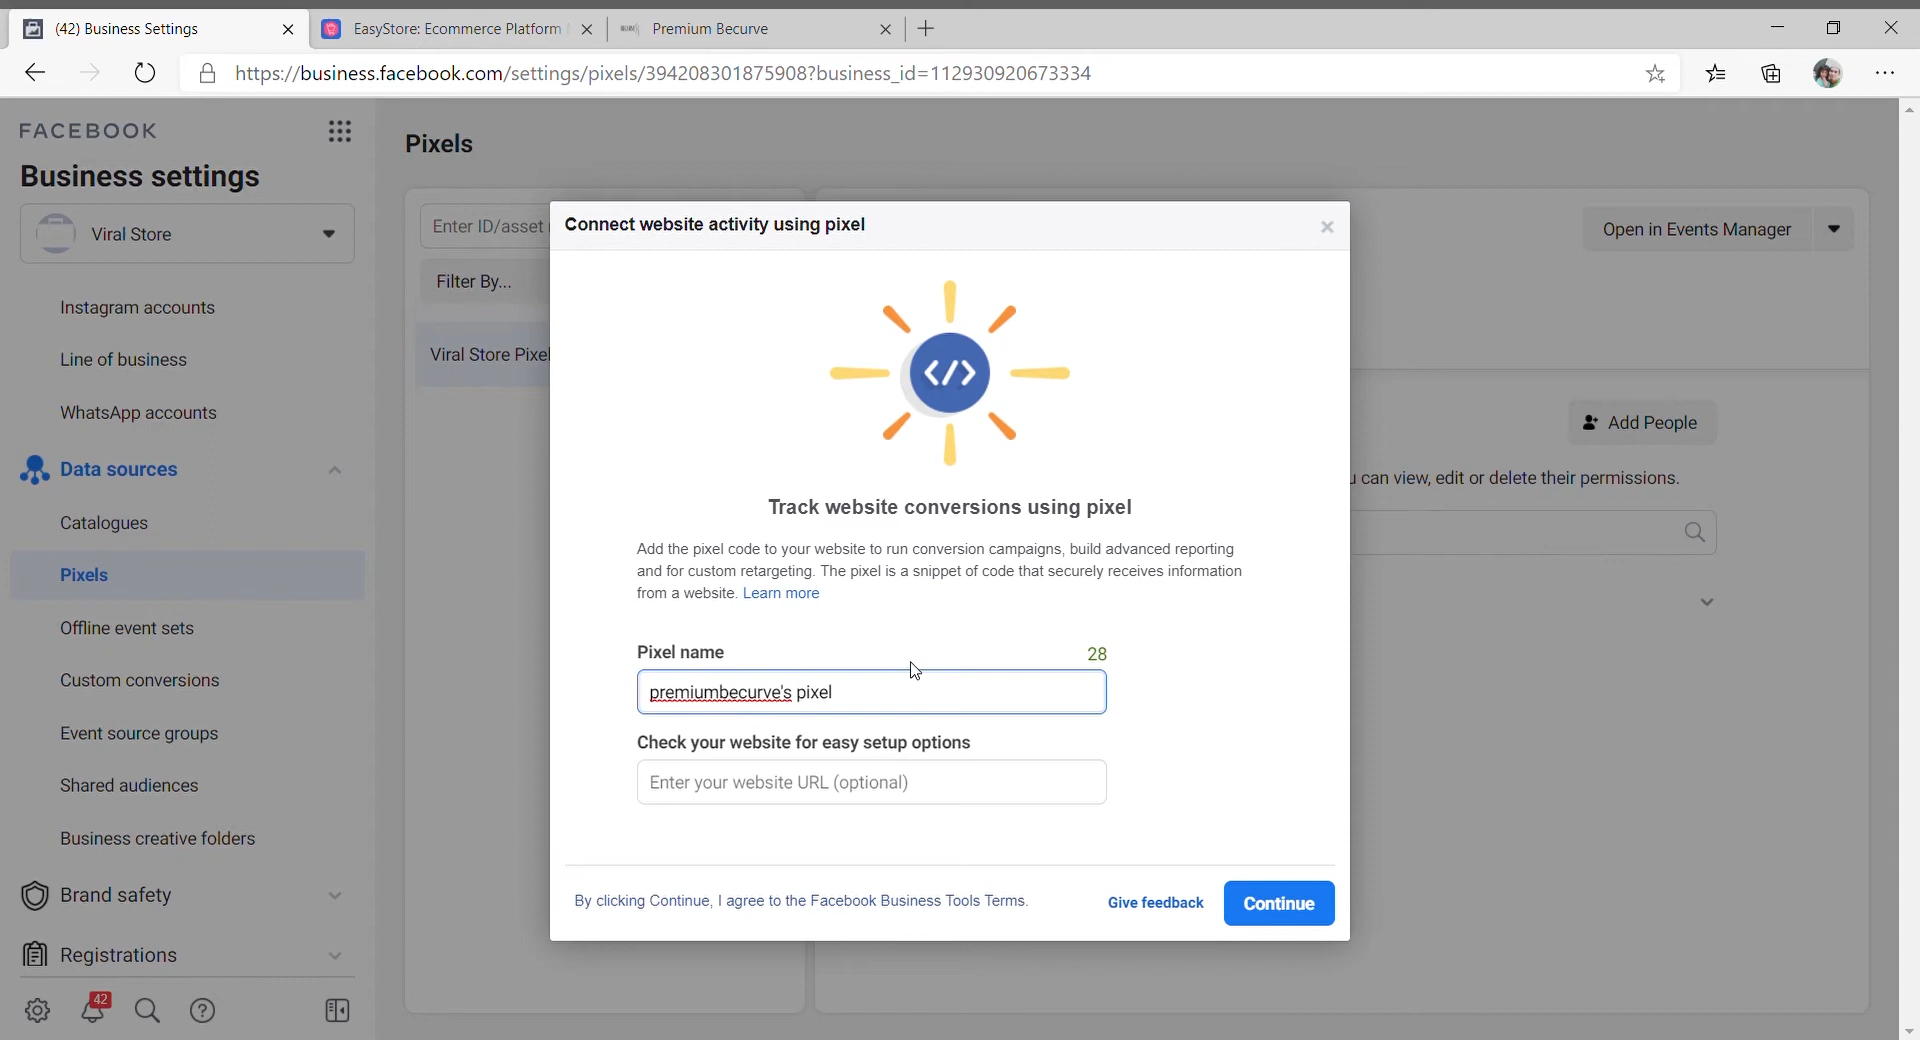 (42) Business Settings
EasyStore: Ecommerce Platform
Premium Becurve
https://business.facebook.com/settings/pixels/394208301875908?business_id=112930920673334
FACEBOOK
Business settings
Viral Store
Instagram accounts
Line of business
WhatsApp accounts
Data sources
Catalogues
Pixels
Offline event sets
Custom conversions
Event source groups
Shared audiences
Business creative folders
Brand safety
Registrations
42
Pixels
Enter ID/asset
Filter By...
Viral Store Pixel
Open in Events Manager
Add People
can view, edit or delete their permissions.
Connect website activity using pixel
Track website conversions using pixel
Add the pixel code to your website to run conversion campaigns, build advanced reporting
and for custom retargeting. The pixel is a snippet of code that securely receives information
from a website. Learn more
Pixel name
28
premiumbecurve's pixel
Check your website for easy setup options
Enter your website URL (optional)
By clicking Continue, I agree to the Facebook Business Tools Terms.
Give feedback
Continue